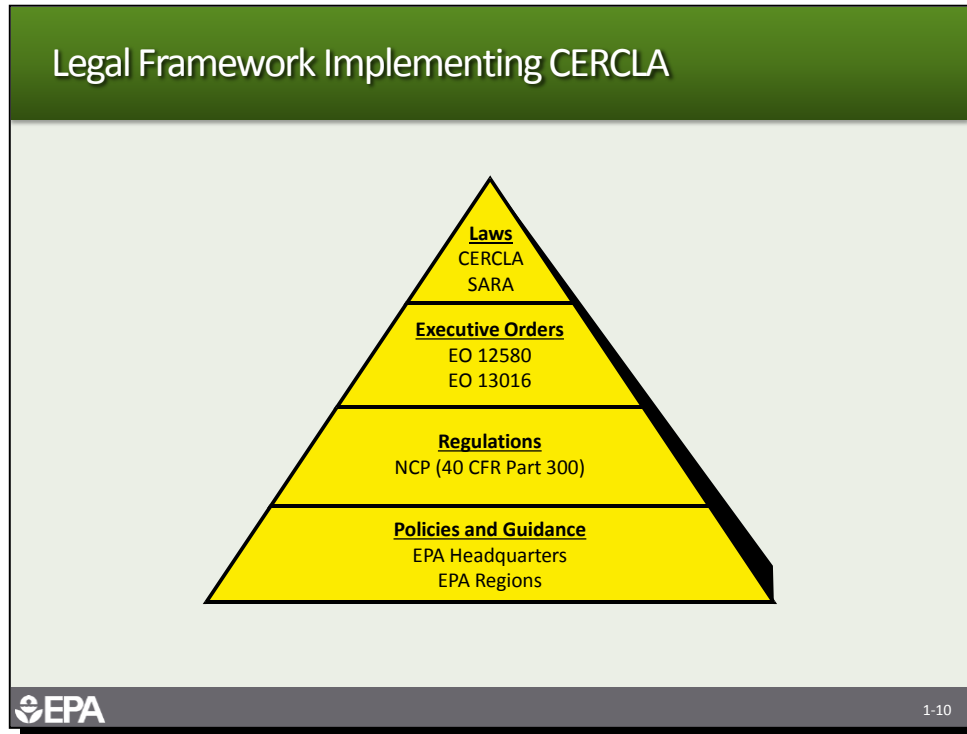 Legal Framework Implementing CERCLA
Laws
CERCLA
SARA
Executive Orders
EO 12580
EO 13016
Regulations
NCP (40 CFR Part 300)
Policies and Guidance
EPA Headquarters
EPA Regions
EPA
1-10